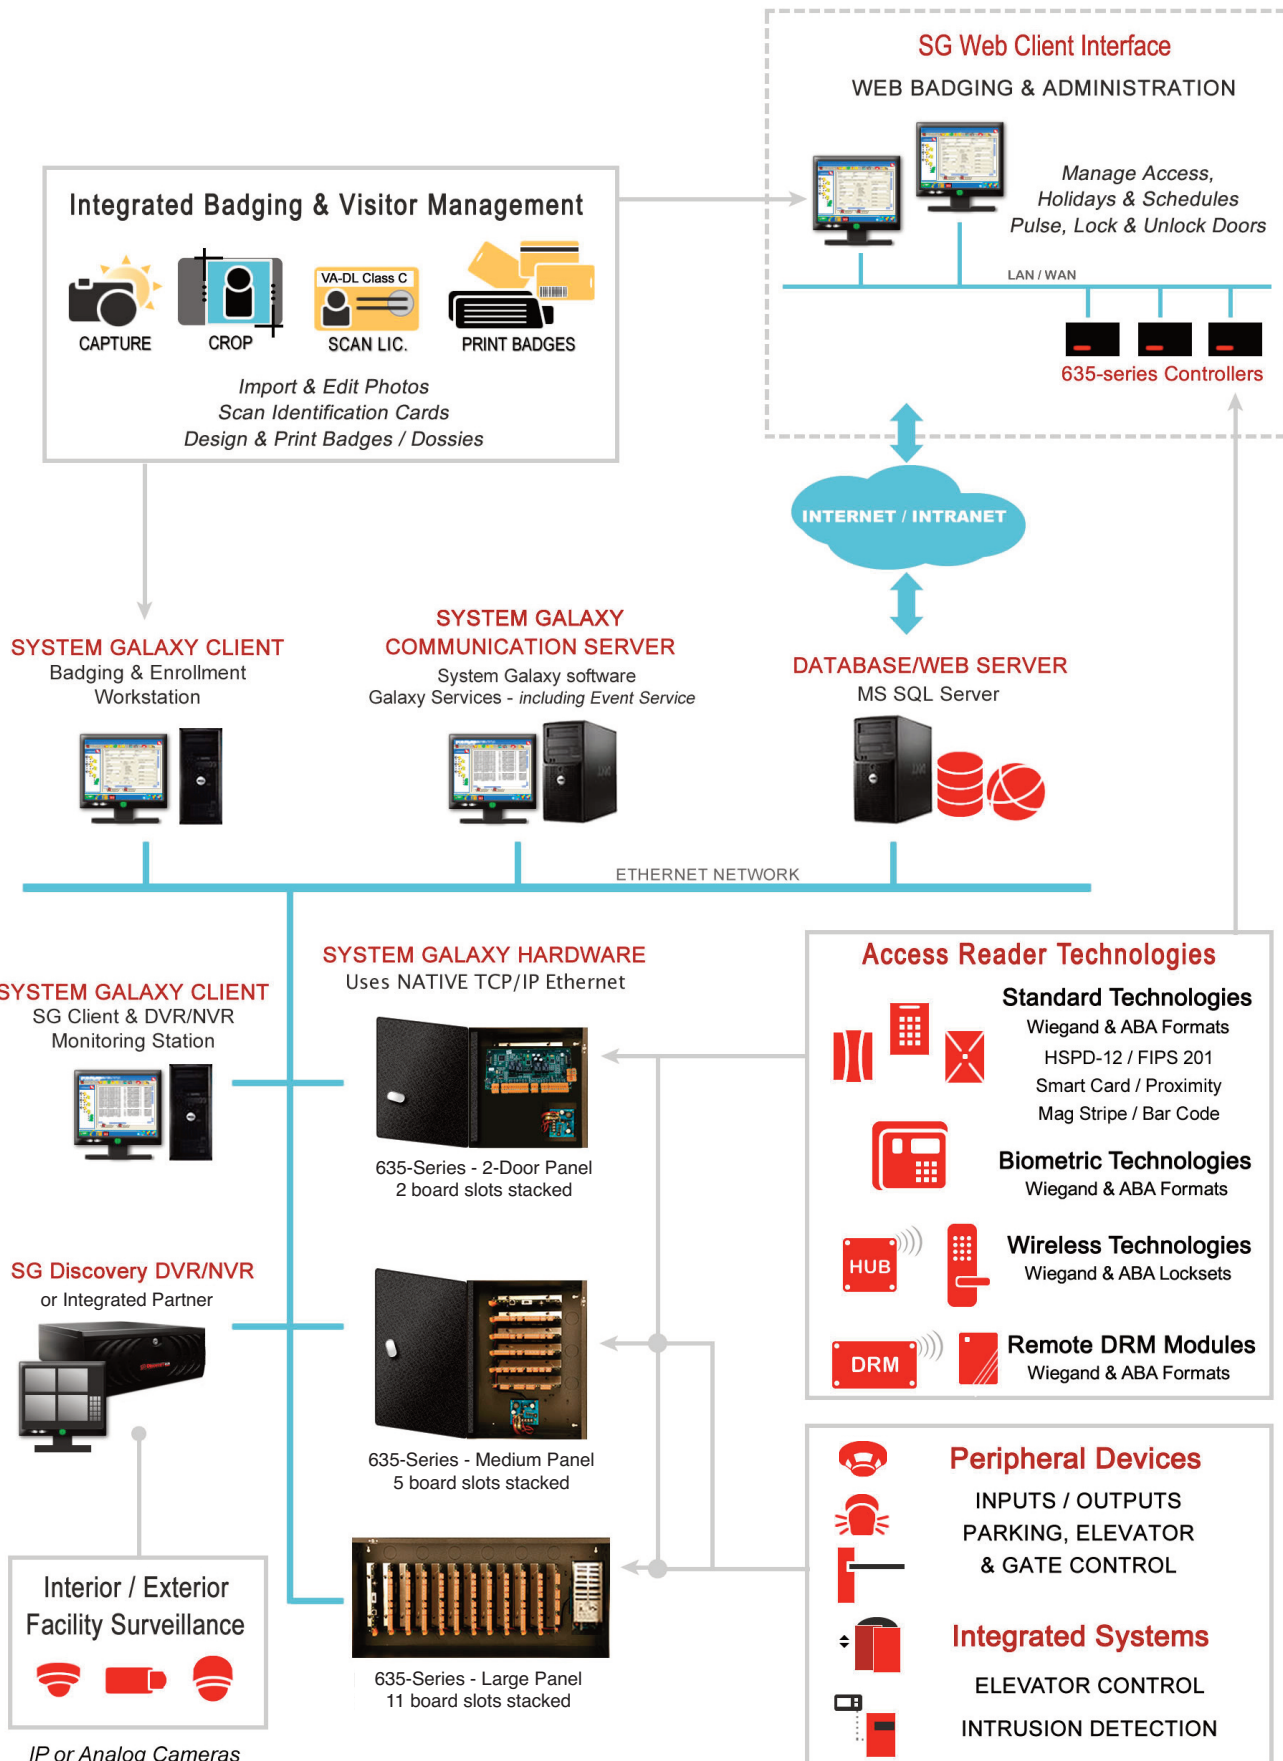 SG Web Client Interface
WEB BADGING & ADMINISTRATION
Manage Access,
Holidays & Schedules
Pulse, Lock & Unlock Doors
LAN / WAN
635-series Controllers
Integrated Badging & Visitor Management
VA-DL Class C
CAPTURE
CROP
SCAN LIC.
PRINT BADGES
Import & Edit Photos
Scan Identification Cards
Design & Print Badges / Dossies
INTERNET / INTRANET
SYSTEM GALAXY CLIENT
Badging & Enrollment
Workstation
SYSTEM GALAXY
COMMUNICATION SERVER
System Galaxy software
Galaxy Services - including Event Service
DATABASE/WEB SERVER
MS SQL Server
ETHERNET NETWORK
SYSTEM GALAXY CLIENT
SG Client & DVR/NVR
Monitoring Station
SYSTEM GALAXY HARDWARE
Uses NATIVE TCP/IP Ethernet
635-Series - 2-Door Panel
2 board slots stacked
SG Discovery DVR/NVR
or Integrated Partner
635-Series - Medium Panel
5 board slots stacked
635-Series - Large Panel
11 board slots stacked
Interior / Exterior
Facility Surveillance
IP or Analog Cameras
Access Reader Technologies
Standard Technologies
Wiegand & ABA Formats
HSPD-12 / FIPS 201
Smart Card / Proximity
Mag Stripe / Bar Code
Biometric Technologies
Wiegand & ABA Formats
HUB
Wireless Technologies
Wiegand & ABA Locksets
DRM
Remote DRM Modules
Wiegand & ABA Formats
Peripheral Devices
INPUTS / OUTPUTS
PARKING, ELEVATOR
& GATE CONTROL
Integrated Systems
ELEVATOR CONTROL
INTRUSION DETECTION